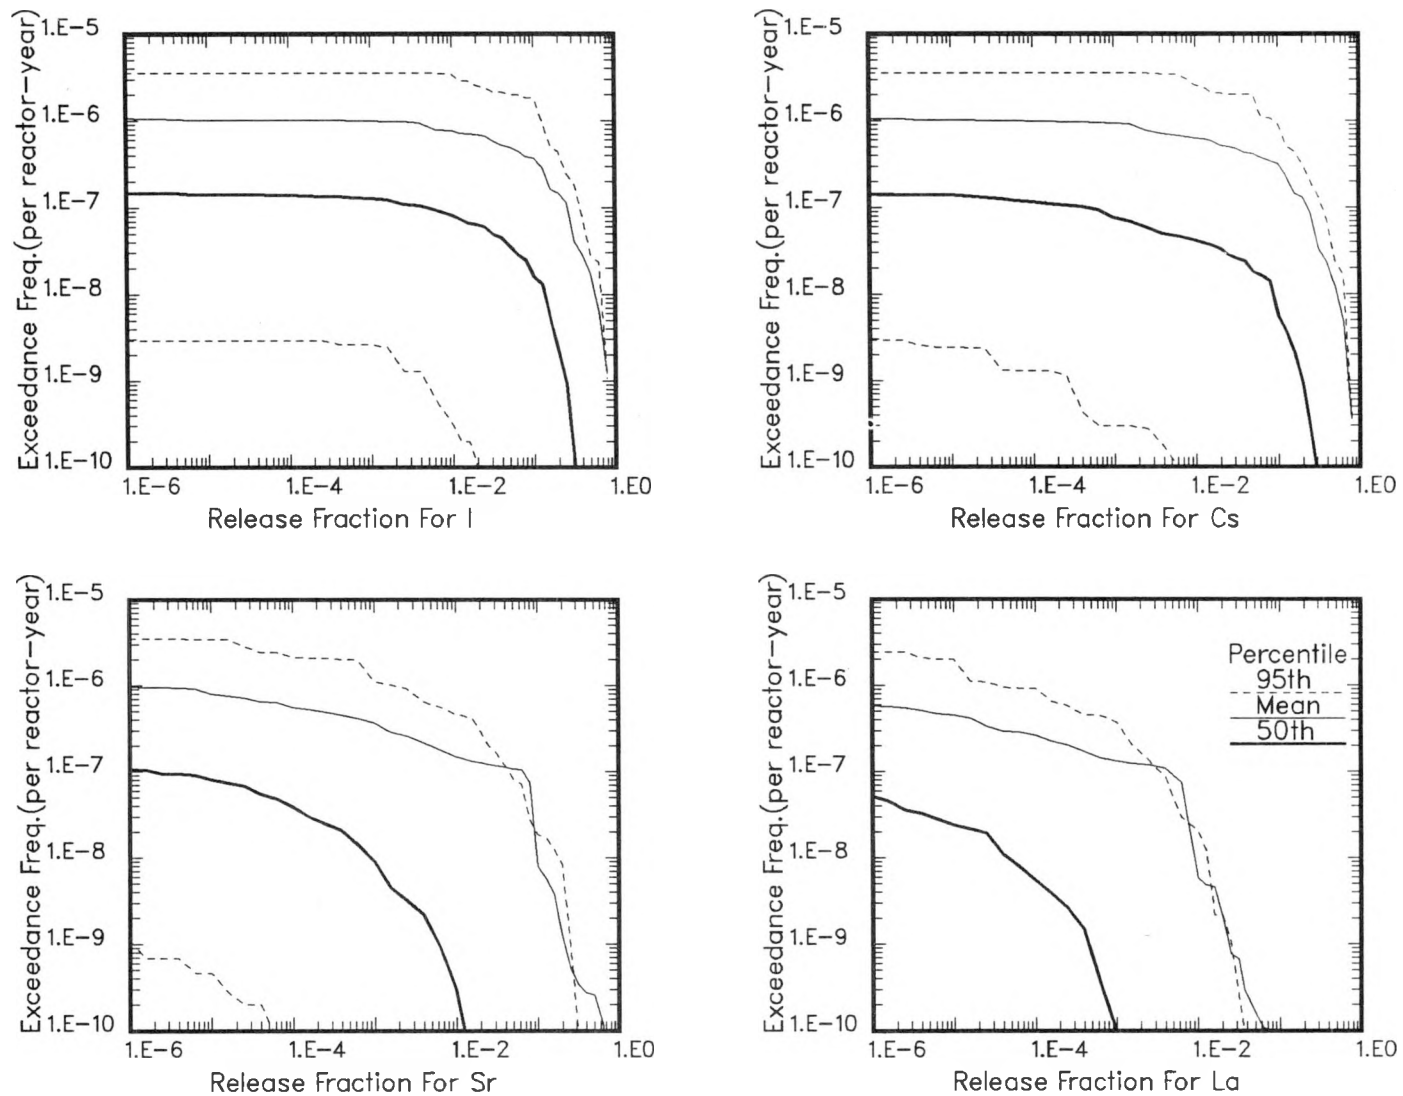 Exceedance Freq.(per reactor-year)
1.E-5
1.E-6
1.E-7
1.E-8
1.E-9
1.E-10
1.E-6
1.E-4
1.E-2
1.E0
Release Fraction For I
Exceedance Freq.(per reactor-year)
1.E-5
1.E-6
1.E-7
1.E-8
1.E-9
1.E-10
1.E-6
1.E-4
1.E-2
1.E0
Release Fraction For Cs
Exceedance Freq.(per reactor-year)
1.E-5
1.E-6
1.E-7
1.E-8
1.E-9
1.E-10
1.E-6
1.E-4
1.E-2
1.E0
Release Fraction For Sr
Exceedance Freq.(per reactor-year)
1.E-5
1.E-6
1.E-7
1.E-8
1.E-9
1.E-10
1.E-6
1.E-4
1.E-2
1.E0
Release Fraction For La
Percentile
95th
Mean
50th